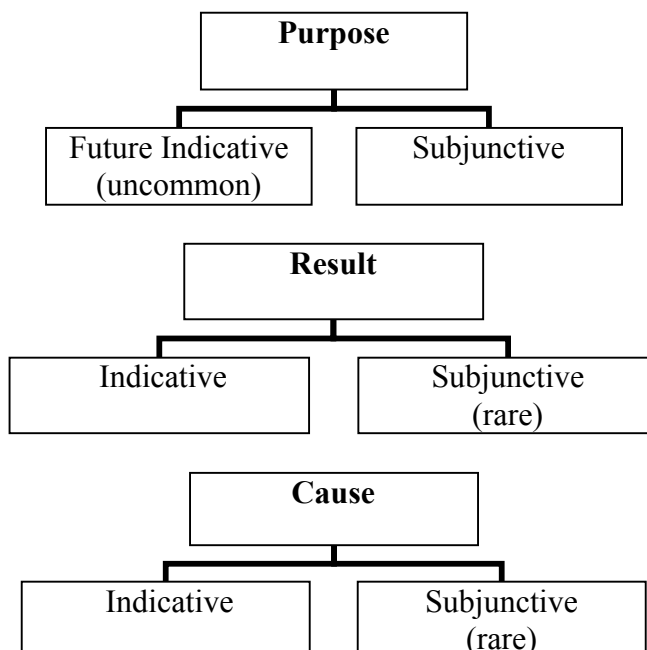 Purpose
Future Indicative Subjunctive
(uncommon)
Result
Indicative Subjunctive
(rare)
Cause
Indicative Subjunctive
(rare)